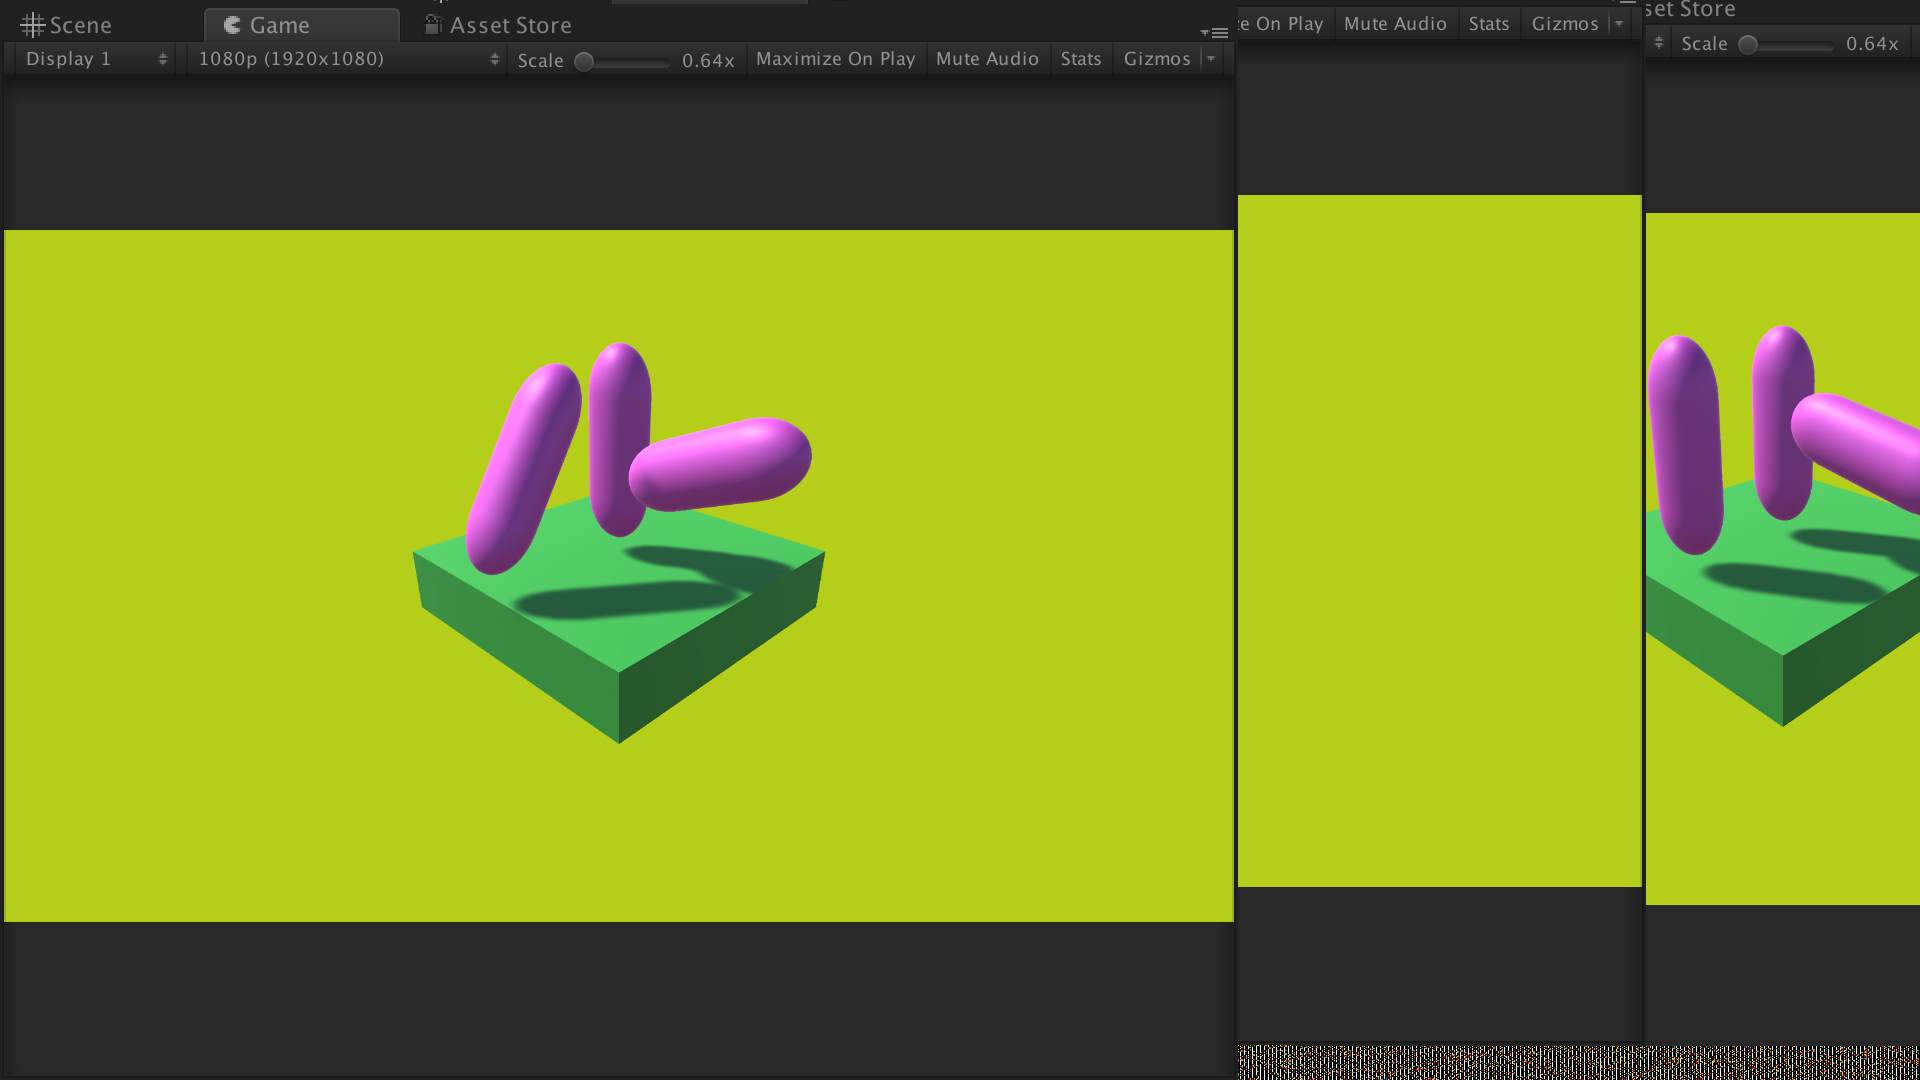 Scene Game Asset Store
Display 1 1080p (1920x1080) Scale 0.64x Maximize On Play Mute Audio Stats Gizmos
On Play Mute Audio Stats Gizmos
Store
Scale 0.64x